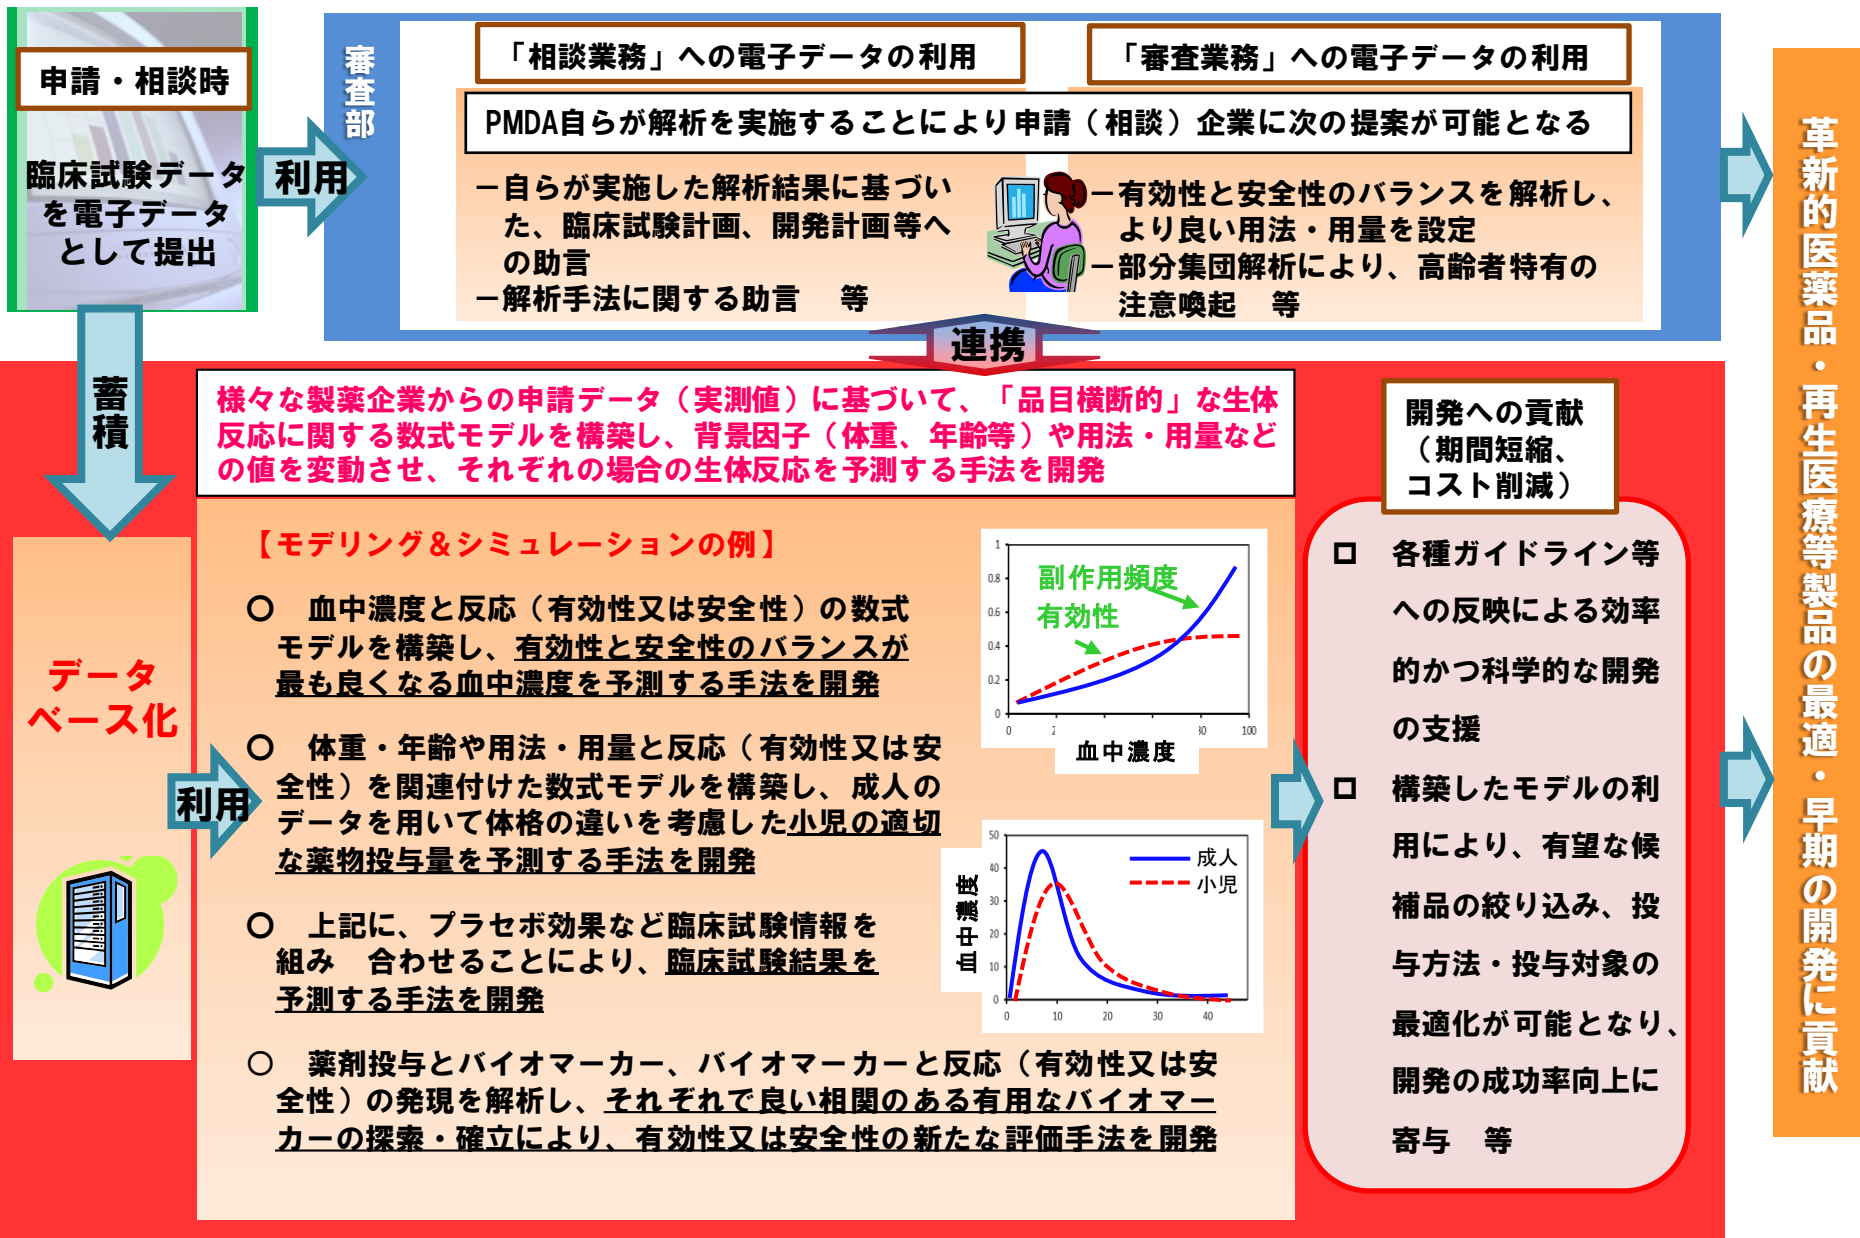 申請・相談時
臨床試験データ
を電子データ
として提出
利用
審査部
「相談業務」への電子データの利用
「審査業務」への電子データの利用
PMDA自らが解析を実施することにより申請（相談）企業に次の提案が可能となる
－自らが実施した解析結果に基づい
た、臨床試験計画、開発計画等へ
の助言
－解析手法に関する助言　等
－有効性と安全性のバランスを解析し、
より良い用法・用量を設定
－部分集団解析により、高齢者特有の
注意喚起　等
連携
蓄積
様々な製薬企業からの申請データ（実測値）に基づいて、「品目横断的」な生体
反応に関する数式モデルを構築し、背景因子（体重、年齢等）や用法・用量など
の値を変動させ、それぞれの場合の生体反応を予測する手法を開発
データ
ベース化
利用
【モデリング＆シミュレーションの例】
○　血中濃度と反応（有効性又は安全性）の数式
モデルを構築し、有効性と安全性のバランスが
最も良くなる血中濃度を予測する手法を開発
○　体重・年齢や用法・用量と反応（有効性又は安
全性）を関連付けた数式モデルを構築し、成人の
データを用いて体格の違いを考慮した小児の適切
な薬物投与量を予測する手法を開発
○　上記に、プラセボ効果など臨床試験情報を
組み　合わせることにより、臨床試験結果を
予測する手法を開発
○　薬剤投与とバイオマーカー、バイオマーカーと反応（有効性又は安
全性）の発現を解析し、それぞれで良い相関のある有用なバイオマー
カーの探索・確立により、有効性又は安全性の新たな評価手法を開発
1
0.8
0.6
0.4
0.2
0
副作用頻度
有効性
0 100
血中濃度
50
40
30
20
10
0
成人
小児
血中濃度
0 10 20 30 40
開発への貢献
（期間短縮、
コスト削減）
□　各種ガイドライン等
への反映による効率
的かつ科学的な開発
の支援
□　構築したモデルの利
用により、有望な候
補品の絞り込み、投
与方法・投与対象の
最適化が可能となり、
開発の成功率向上に
寄与　等
革新的医薬品・再生医療等製品の最適・早期の開発に貢献